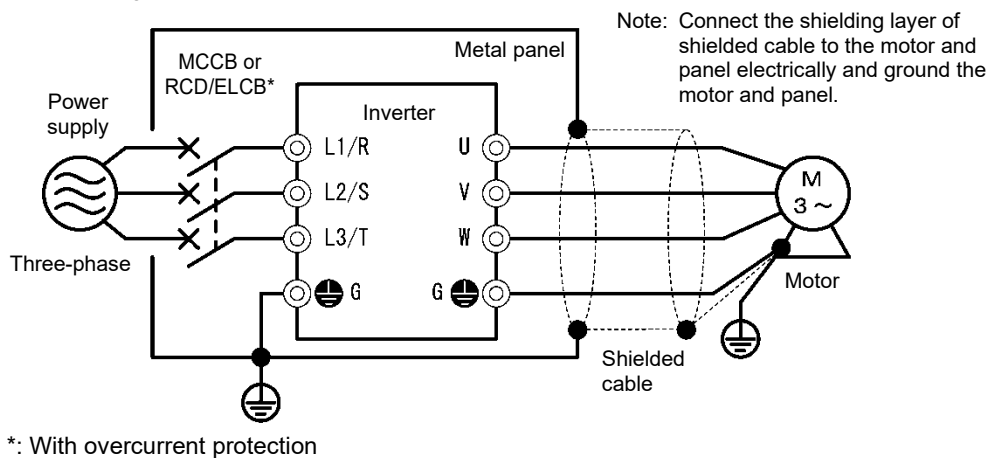 Note: Connect the shielding layer of
shielded cable to the motor and
panel electrically and ground the
motor and panel.
Metal panel
MCCB or
RCD/ELCB*
Power
supply
Inverter
L1/R
U
L2/S
V
L3/T
W
G
G
M
3 ~
Three-phase
Motor
Shielded
cable
*: With overcurrent protection